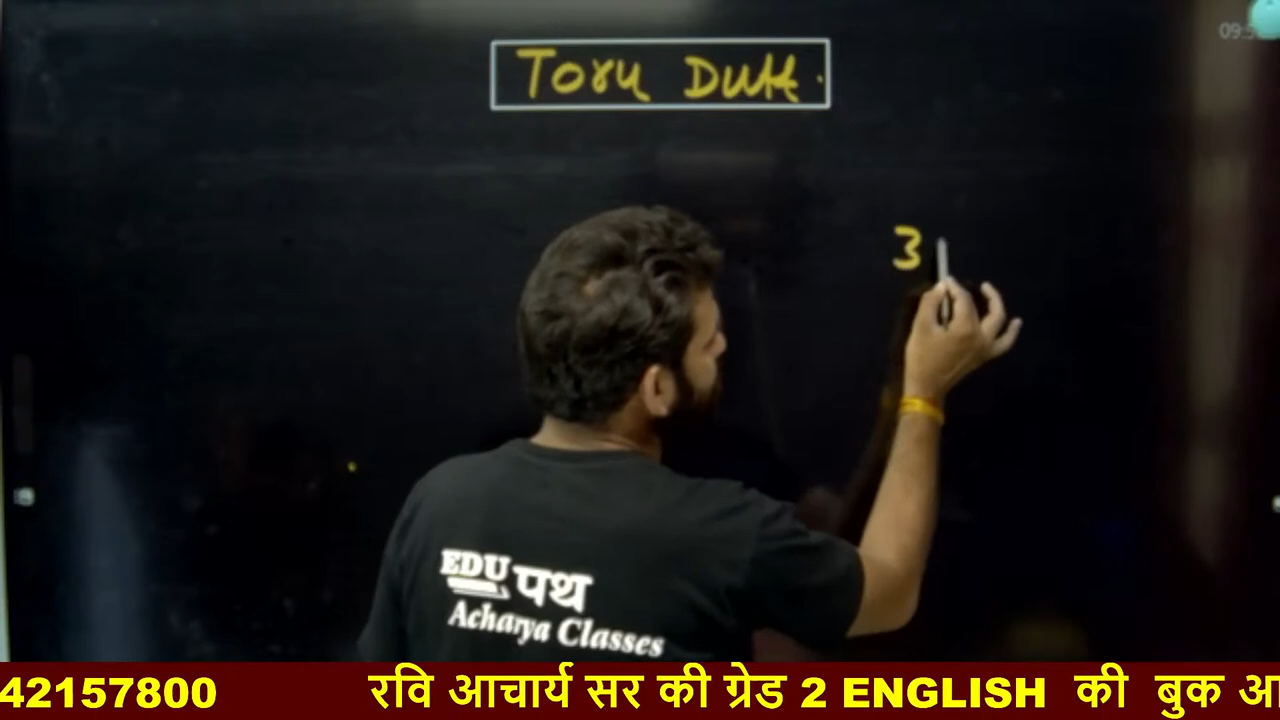 Toru Dutt.
3
EDU पथ
Acharya Classes
42157800 रवि आचार्य सर की ग्रेड 2 ENGLISH की बुक